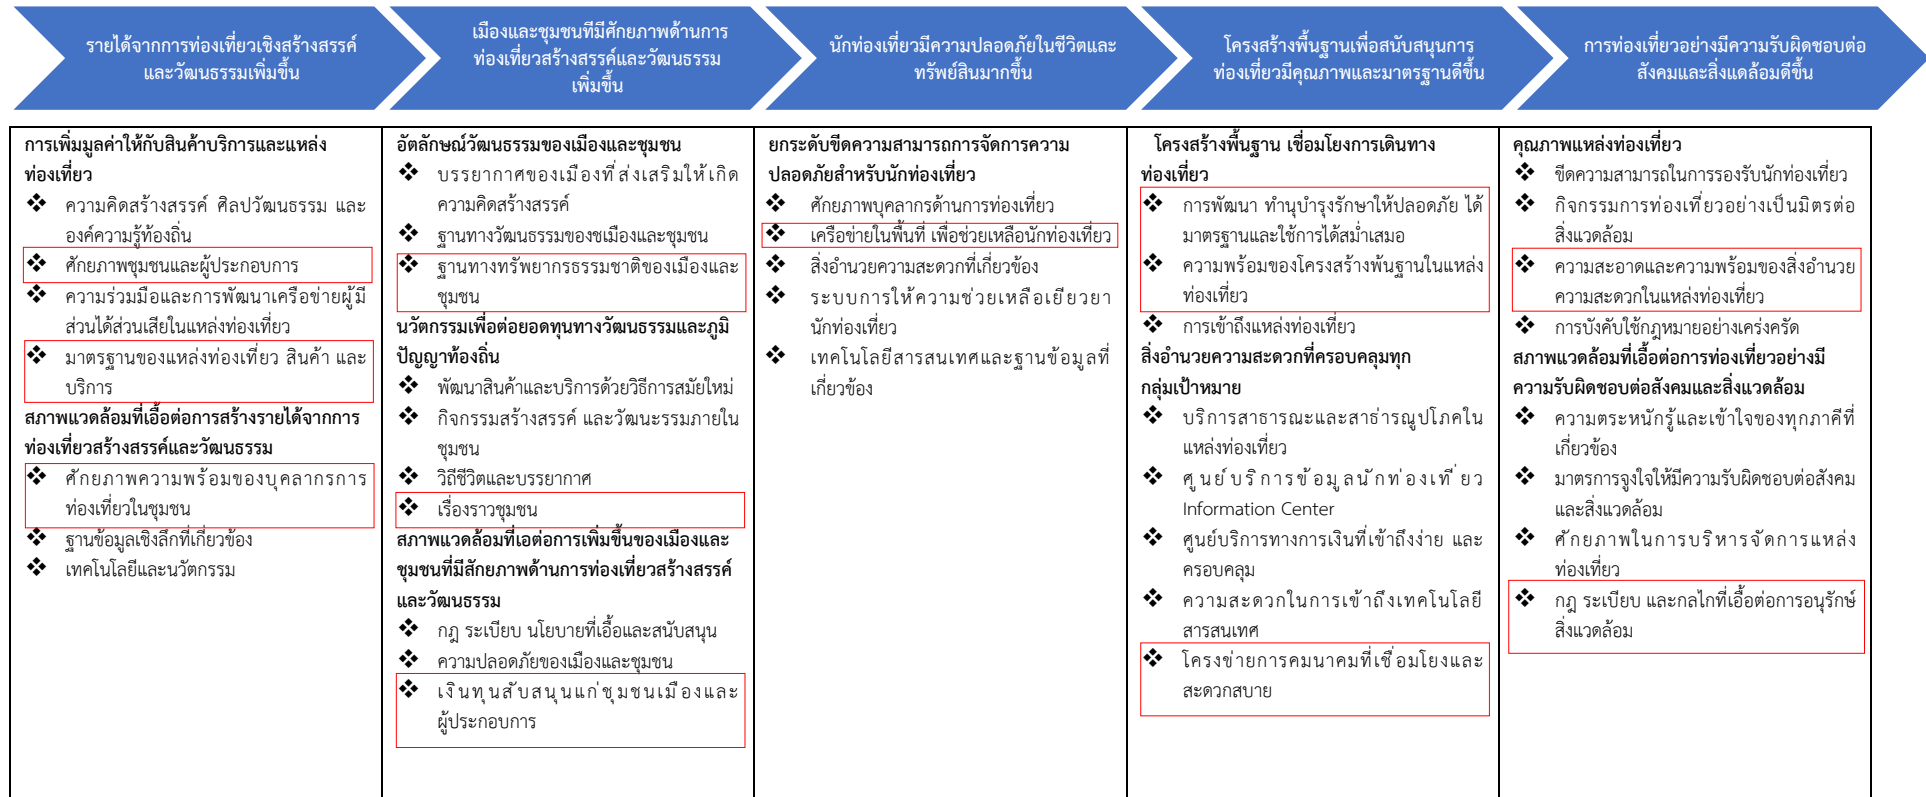 รายได้จากการท่องเที่ยวเชิงสร้างสรรค์
และวัฒนธรรมเพิ่มขึ้น
เมืองและชุมชนที่มีศักยภาพด้านการ
ท่องเที่ยวสร้างสรรค์และวัฒนธรรม
เพิ่มขึ้น
นักท่องเที่ยวมีความปลอดภัยในชีวิตและ
ทรัพย์สินมากขึ้น
โครงสร้างพื้นฐานเพื่อสนับสนุนการ
ท่องเที่ยวมีคุณภาพและมาตรฐานดีขึ้น
การท่องเที่ยวอย่างมีความรับผิดชอบต่อ
สังคมและสิ่งแดล้อมดีขึ้น
การเพิ่มมูลค่าให้กับสินค้าบริการและแหล่ง
ท่องเที่ยว
❖ ความคิดสร้างสรรค์ ศิลปวัฒนธรรม และ
องค์ความรู้ท้องถิ่น
❖ ศักยภาพชุมชนและผู้ประกอบการ
❖ ความร่วมมือและการพัฒนาเครือข่ายผู้มี
ส่วนได้ส่วนเสียในแหล่งท่องเที่ยว
❖ มาตรฐานของแหล่งท่องเที่ยว สินค้า และ
บริการ
สภาพแวดล้อมที่เอื้อต่อการสร้างรายได้จากการ
ท่องเที่ยวสร้างสรรค์และวัฒนธรรม
❖ ศักยภาพความพร้อมของบุคลากรการ
ท่องเที่ยวในชุมชน
❖ ฐานข้อมูลเชิงลึกที่เกี่ยวข้อง
❖ เทคโนโลยีและนวัตกรรม
อัตลักษณ์วัฒนธรรมของเมืองและชุมชน
❖ บรรยากาศของเมืองที่ส่งเสริมให้เกิด
ความคิดสร้างสรรค์
❖ ฐานทางวัฒนธรรมของชเมืองและชุมชน
❖ ฐานทางทรัพยากรธรรมชาติของเมืองและ
ชุมชน
นวัตกรรมเพื่อต่อยอดทุนทางวัฒนธรรมและภูมิ
ปัญญาท้องถิ่น
❖ พัฒนาสินค้าและบริการด้วยวิธีการสมัยใหม่
❖ กิจกรรมสร้างสรรค์ และวัฒนะรรมภายใน
ชุมชน
❖ วิถีชีวิตและบรรยากาศ
❖ เรื่องราวชุมชน
สภาพแวดล้อมที่เอต่อการเพิ่มขึ้นของเมืองและ
ชุมชนที่มีสักยภาพด้านการท่องเที่ยวสร้างสรรค์
และวัฒนธรรม
❖ กฎ ระเบียบ นโยบายที่เอื้อและสนับสนุน
❖ ความปลอดภัยของเมืองและชุมชน
❖ เงินทุนสับสนุนแก่ชุมชนเมืองและ
ผู้ประกอบการ
ยกระดับขีดความสามารถการจัดการความ
ปลอดภัยสำหรับนักท่องเที่ยว
❖ ศักยภาพบุคลากรด้านการท่องเที่ยว
❖ เครือข่ายในพื้นที่ เพื่อช่วยเหลือนักท่องเที่ยว
❖ สิ่งอำนวยความสะดวกที่เกี่ยวข้อง
❖ ระบบการให้ความช่วยเหลือเยียวยา
นักท่องเที่ยว
❖ เทคโนโลยีสารสนเทศและฐานข้อมูลที่
เกี่ยวข้อง
โครงสร้างพื้นฐาน เชื่อมโยงการเดินทาง
ท่องเที่ยว
❖ การพัฒนา ทำนุบำรุงรักษาให้ปลอดภัย ได้
มาตรฐานและใช้การได้สม่ำเสมอ
❖ ความพร้อมของโครงสร้างพ้นฐานในแหล่ง
ท่องเที่ยว
❖ การเข้าถึงแหล่งท่องเที่ยว
สิ่งอำนวยความสะดวกที่ครอบคลุมทุก
กลุ่มเป้าหมาย
❖ บริการสาธารณะและสาธ่ารณูปโภคใน
แหล่งท่องเที่ยว
❖ ศูนย์บริการข้อมูลนักท่องเที่ยว
Information Center
❖ ศูนย์บริการทางการเงินที่เข้าถึงง่าย และ
ครอบคลุม
❖ ความสะดวกในการเข้าถึงเทคโนโลยี
สารสนเทศ
❖ โครงข่ายการคมนาคมที่เชื่อมโยงและ
สะดวกสบาย
คุณภาพแหล่งท่องเที่ยว
❖ ขีดความสามารถในการรองรับนักท่องเที่ยว
❖ กิจกรรมการท่องเที่ยวอย่างเป็นมิตรต่อ
สิ่งแวดล้อม
❖ ความสะอาดและความพร้อมของสิ่งอำนวย
ความสะดวกในแหล่งท่องเที่ยว
❖ การบังคับใช้กฎหมายอย่างเคร่งครัด
สภาพแวดล้อมที่เอื้อต่อการท่องเที่ยวอย่างมี
ความรับผิดชอบต่อสังคมและสิ่งแวดล้อม
❖ ความตระหนักรู้และเข้าใจของทุกภาคีที่
เกี่ยวข้อง
❖ มาตรการจูงใจให้มีความรับผิดชอบต่อสังคม
และสิ่งแวดล้อม
❖ ศักยภาพในการบริหารจัดการแหล่ง
ท่องเที่ยว
❖ กฎ ระเบียบ และกลไกที่เอื้อต่อการอนุรักษ์
สิ่งแวดล้อม